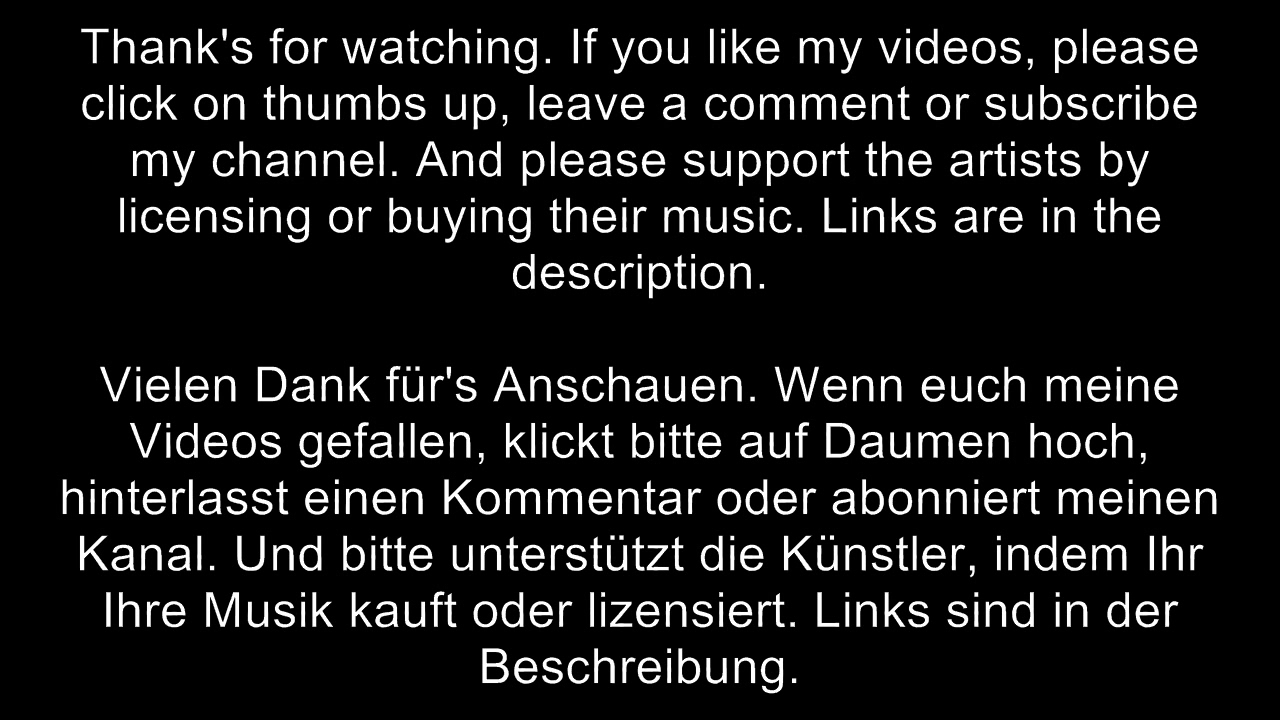 Thank's for watching. If you like my videos, please
click on thumbs up, leave a comment or subscribe
my channel. And please support the artists by
licensing or buying their music. Links are in the
description.
Vielen Dank für's Anschauen. Wenn euch meine
Videos gefallen, klickt bitte auf Daumen hoch,
hinterlasst einen Kommentar oder abonniert meinen
Kanal. Und bitte unterstützt die Künstler, indem Ihr
Ihre Musik kauft oder lizensiert. Links sind in der
Beschreibung.